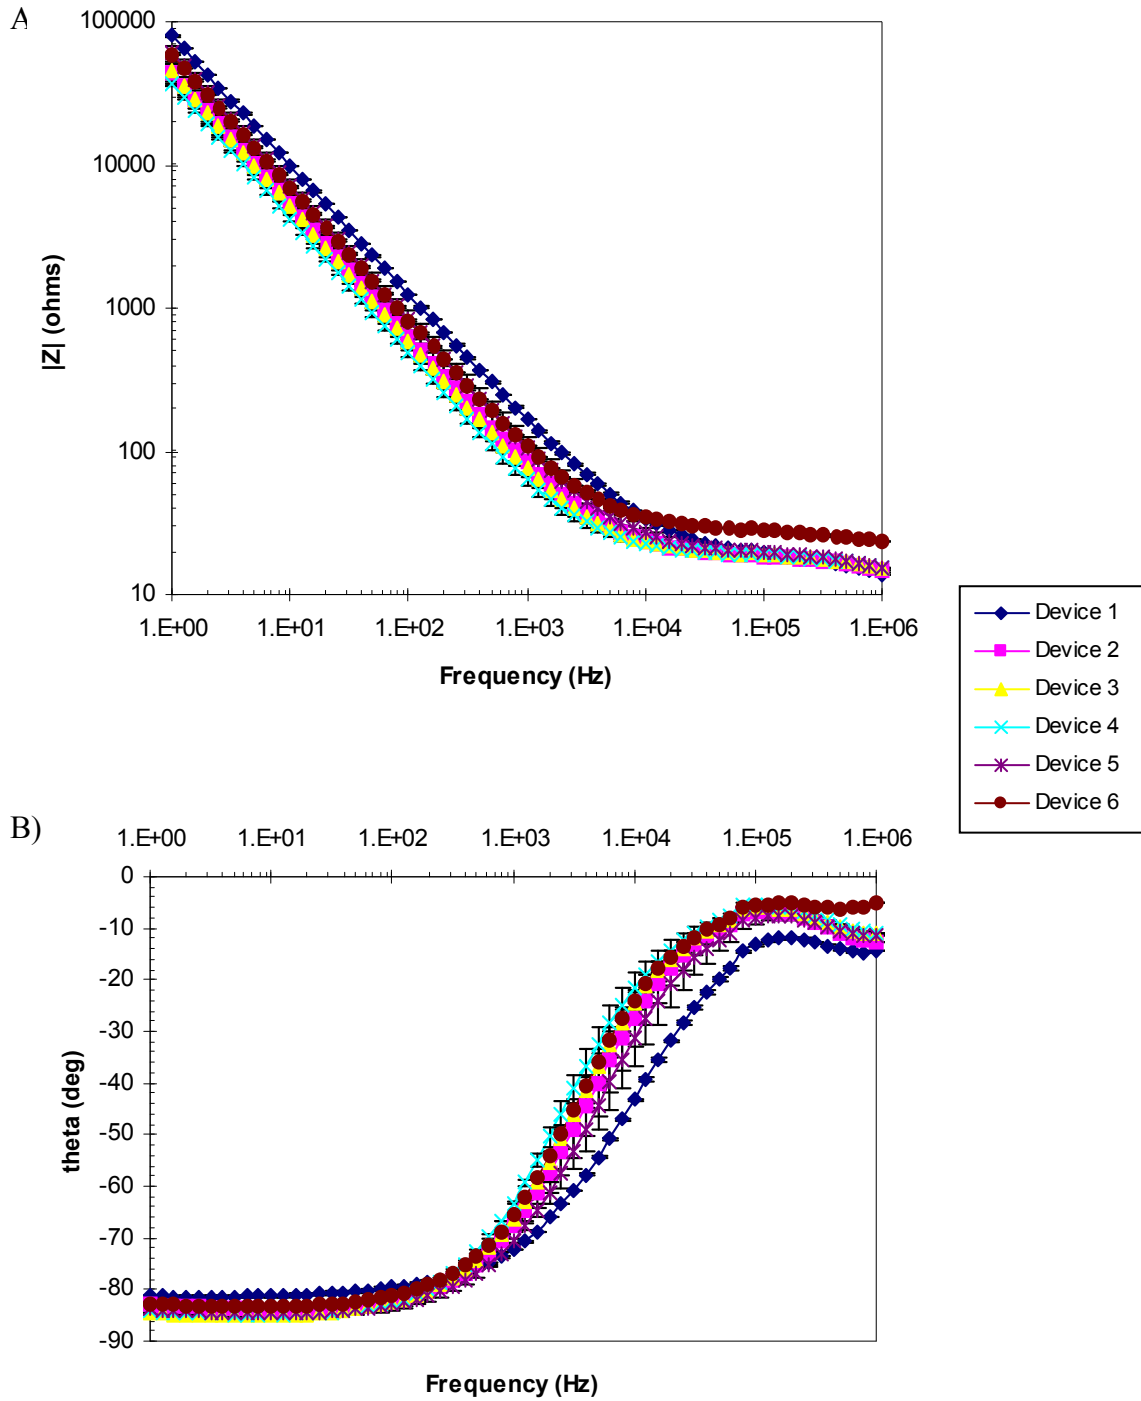 A
100000
10000
1000
100
10
|Z| (ohms)
1.E+00 1.E+01 1.E+02 1.E+03 1.E+04 1.E+05 1.E+06
Frequency (Hz)
Device 1
Device 2
Device 3
Device 4
Device 5
Device 6
B)
1.E+00 1.E+01 1.E+02 1.E+03 1.E+04 1.E+05 1.E+06
0
-10
-20
-30
-40
-50
-60
-70
-80
-90
theta (deg)
Frequency (Hz)